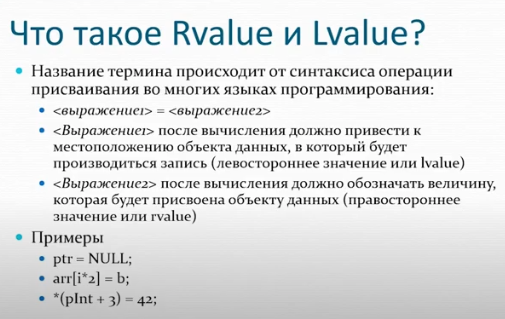 Что такое Rvalue и Lvalue?
• Название термина происходит от синтаксиса операции
присваивания во многих языках программирования:
• <выражение1> = <выражение2>
• <Выражение1> после вычисления должно привести к
местоположению объекта данных, в который будет
производиться запись (левостороннее значение или lvalue)
• <Выражение2> после вычисления должно обозначать величину,
которая будет присвоена объекту данных (правостороннее
значение или rvalue)
• Примеры
• ptr = NULL;
• arr[i*2] = b;
• *(pInt + 3) = 42;